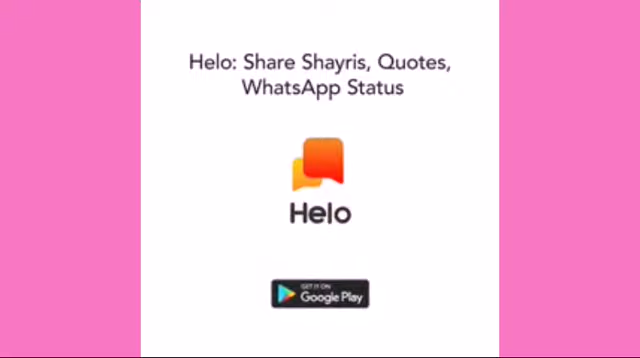 Helo: Share Shayris, Quotes,
WhatsApp Status
Helo
GET IT ON
Google Play